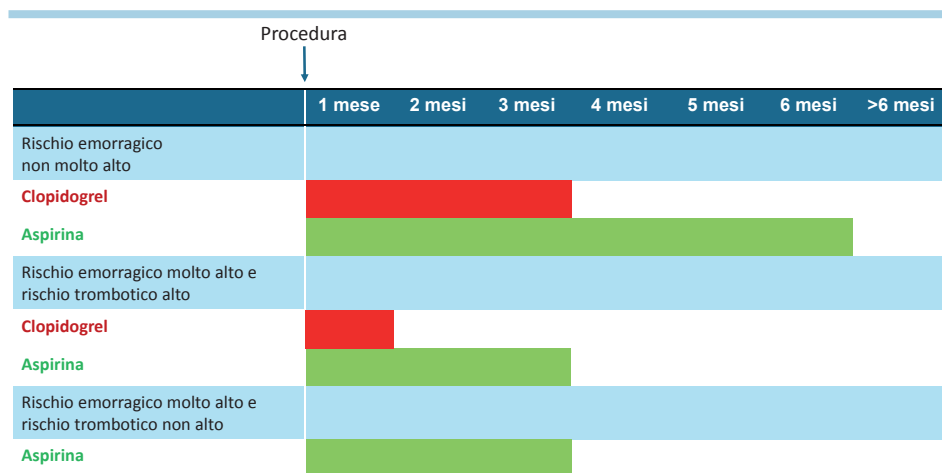 Procedura
1 mese 2 mesi 3 mesi 4 mesi 5 mesi 6 mesi >6 mesi
Rischio emorragico
non molto alto
Clopidogrel
Aspirina
Rischio emorragico molto alto e
rischio trombotico alto
Clopidogrel
Aspirina
Rischio emorragico molto alto e
rischio trombotico non alto
Aspirina